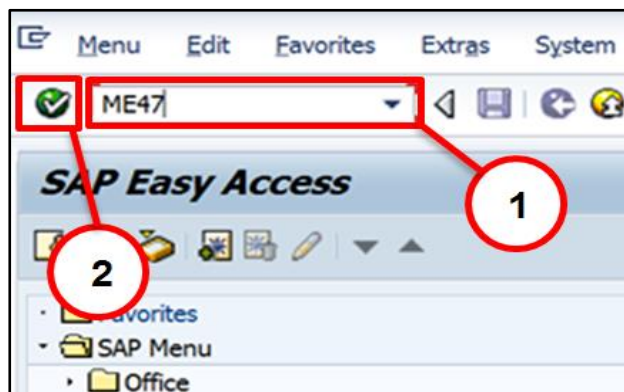 Menu Edit Favorites Extras System
ME47
SAP Easy Access
1
2
Favorites
SAP Menu
Office